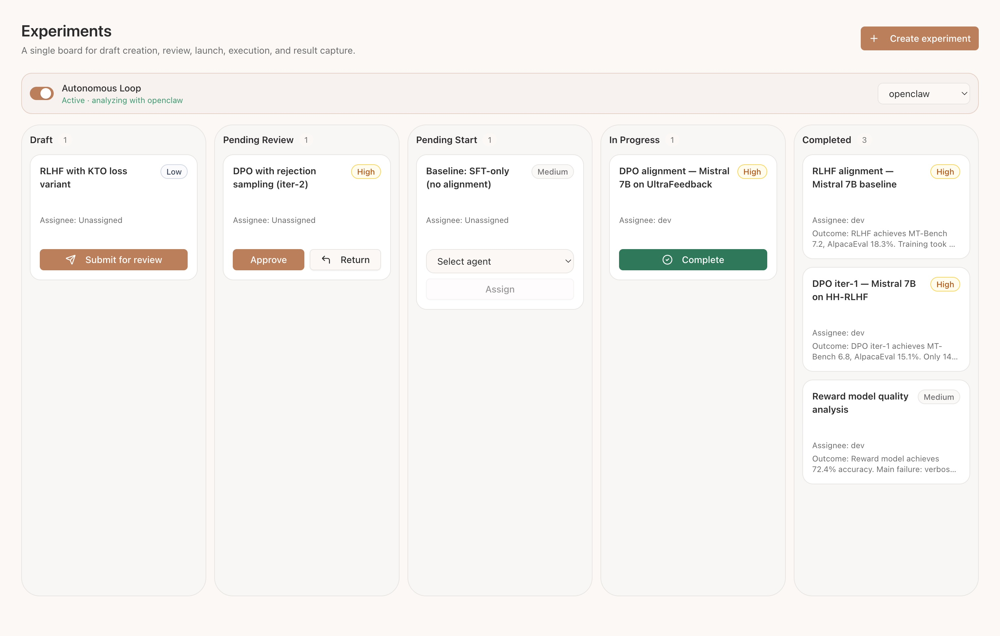 Experiments
A single board for draft creation, review, launch, execution, and result capture.
+ Create experiment
Autonomous Loop
Active · analyzing with openclaw
openclaw
Draft 1
RLHF with KTO loss
variant
Low
Assignee: Unassigned
Submit for review
Pending Review 1
DPO with rejection
sampling (iter-2)
High
Assignee: Unassigned
Approve
Return
Pending Start 1
Baseline: SFT-only
(no alignment)
Medium
Assignee: Unassigned
Select agent
Assign
In Progress 1
DPO alignment — Mistral
7B on UltraFeedback
High
Assignee: dev
Complete
Completed 3
RLHF alignment —
Mistral 7B baseline
High
Assignee: dev
Outcome: RLHF achieves MT-Bench
7.2, AlpacaEval 18.3%. Training took ...
DPO iter-1 — Mistral 7B
on HH-RLHF
High
Assignee: dev
Outcome: DPO iter-1 achieves MT-
Bench 6.8, AlpacaEval 15.1%. Only 14...
Reward model quality
analysis
Medium
Assignee: dev
Outcome: Reward model achieves
72.4% accuracy. Main failure: verbos...